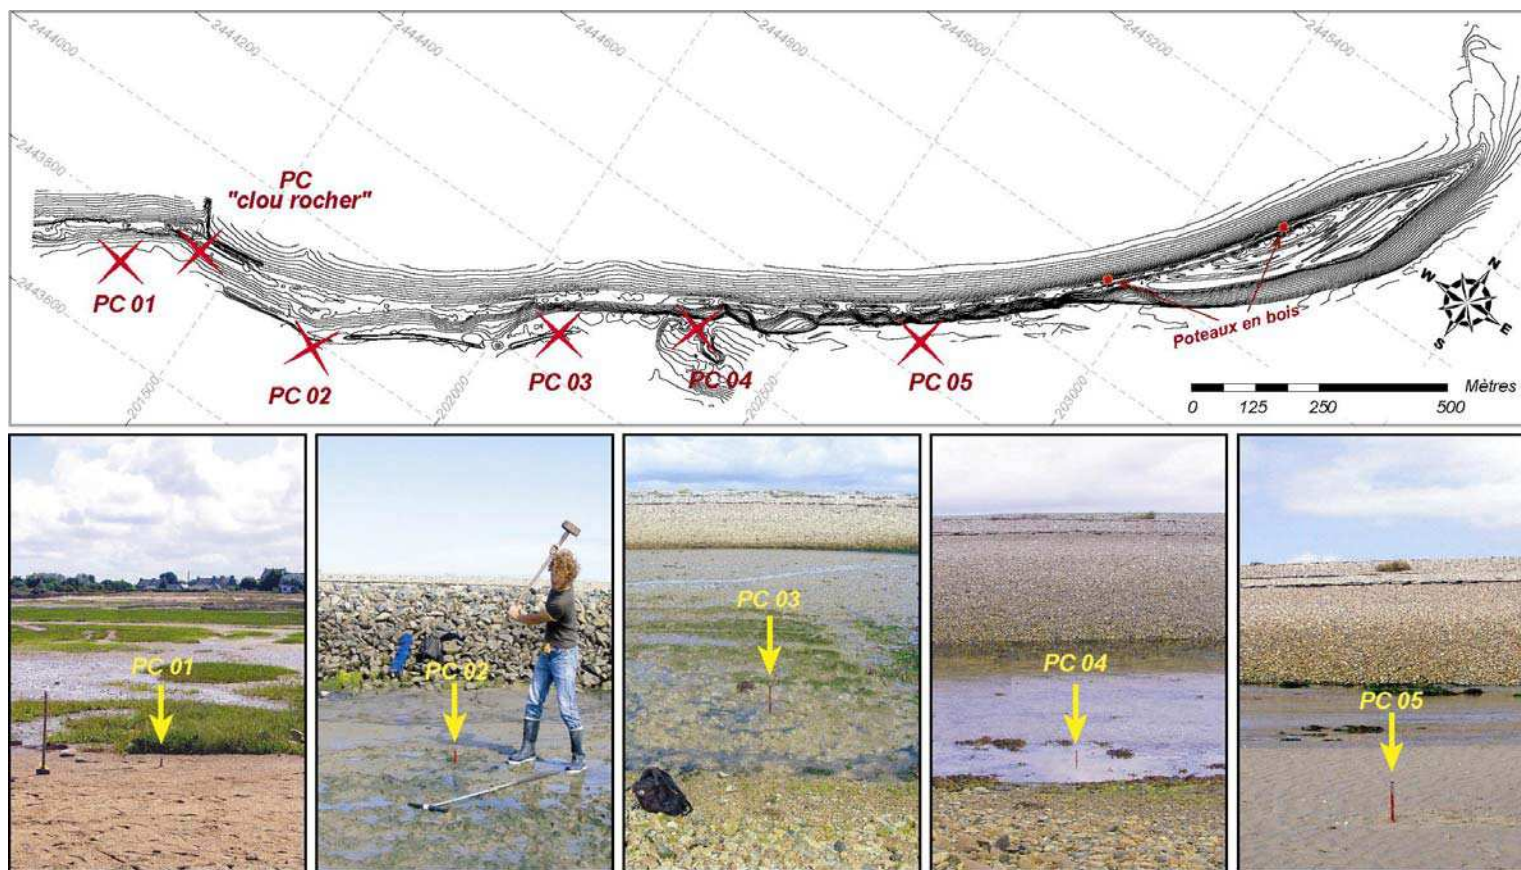 2444000
2444200
2444400
2444600
2444800
2445000
2445200
2445400
2443800
2443600
PC
"clou rocher"
PC 01
PC 02
PC 03
PC 04
PC 05
Poteaux en bois
201500
202000
202500
203000
N
W
E
S
Mètres
0
125
250
500
PC 01
PC 02
PC 03
PC 04
PC 05